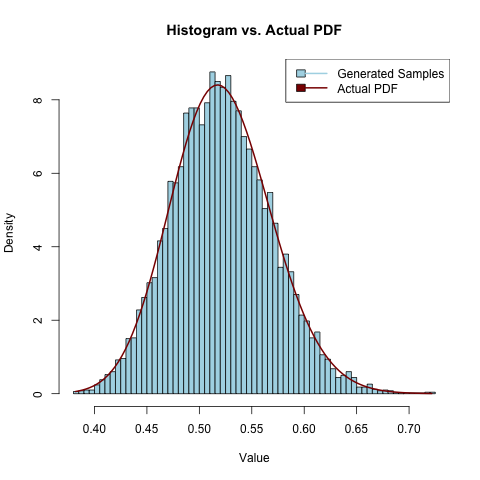 Histogram vs. Actual PDF
Generated Samples
Actual PDF
Density
8
6
4
2
0
0.40 0.45 0.50 0.55 0.60 0.65 0.70
Value